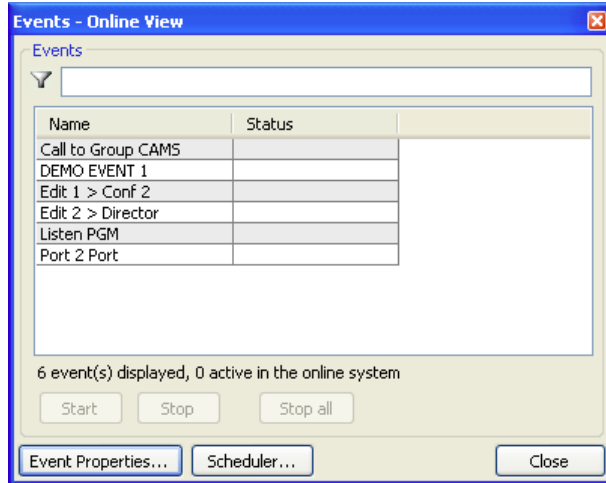 Events - Online View
Events
Name Status
Call to Group CAMS
DEMO EVENT 1
Edit 1 > Conf 2
Edit 2 > Director
Listen PGM
Port 2 Port
6 event(s) displayed, 0 active in the online system
Start Stop Stop all
Event Properties... Scheduler... Close